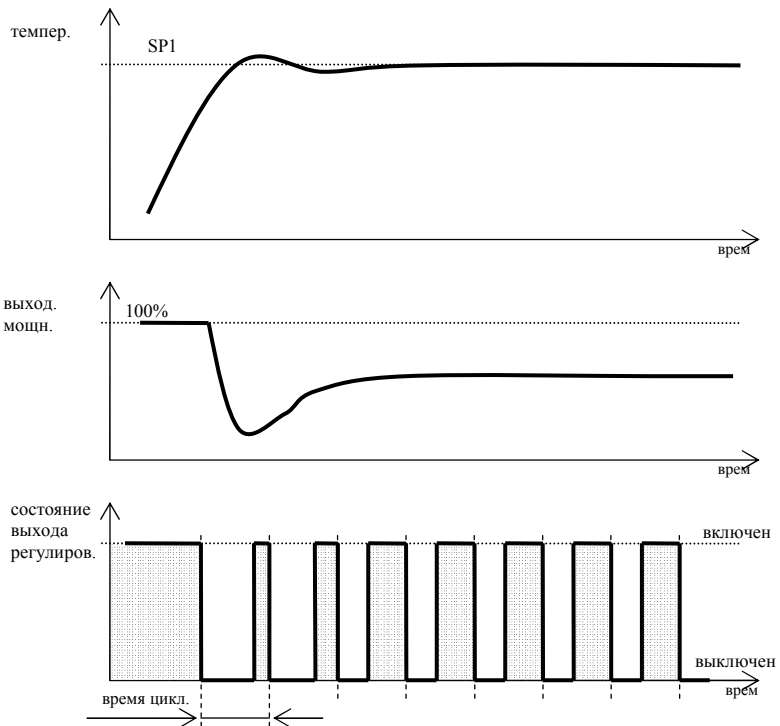 темпер.
SP1
врем
выход.
мощн.
100%
врем
состояние
выхода
регулиров.
включен
выключен
врем
время цикл.